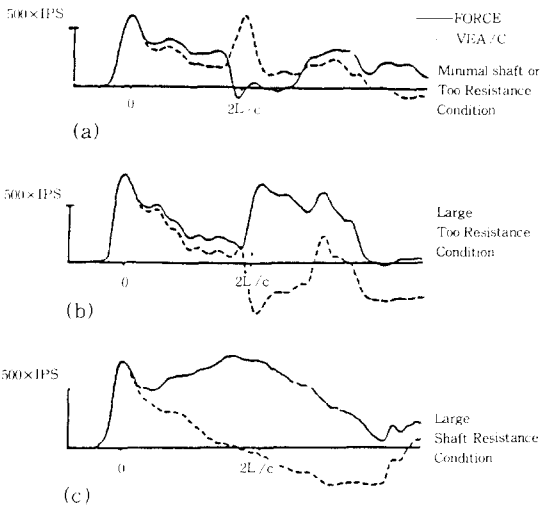 500×IPS
FORCE
VEA/C
Minimal shaft or
Too Resistance
Condition
0
2L/c
(a)
500×IPS
Large
Too Resistance
Condition
0
2L/c
(b)
500×IPS
Large
Shaft Resistance
Condition
0
2L/c
(c)